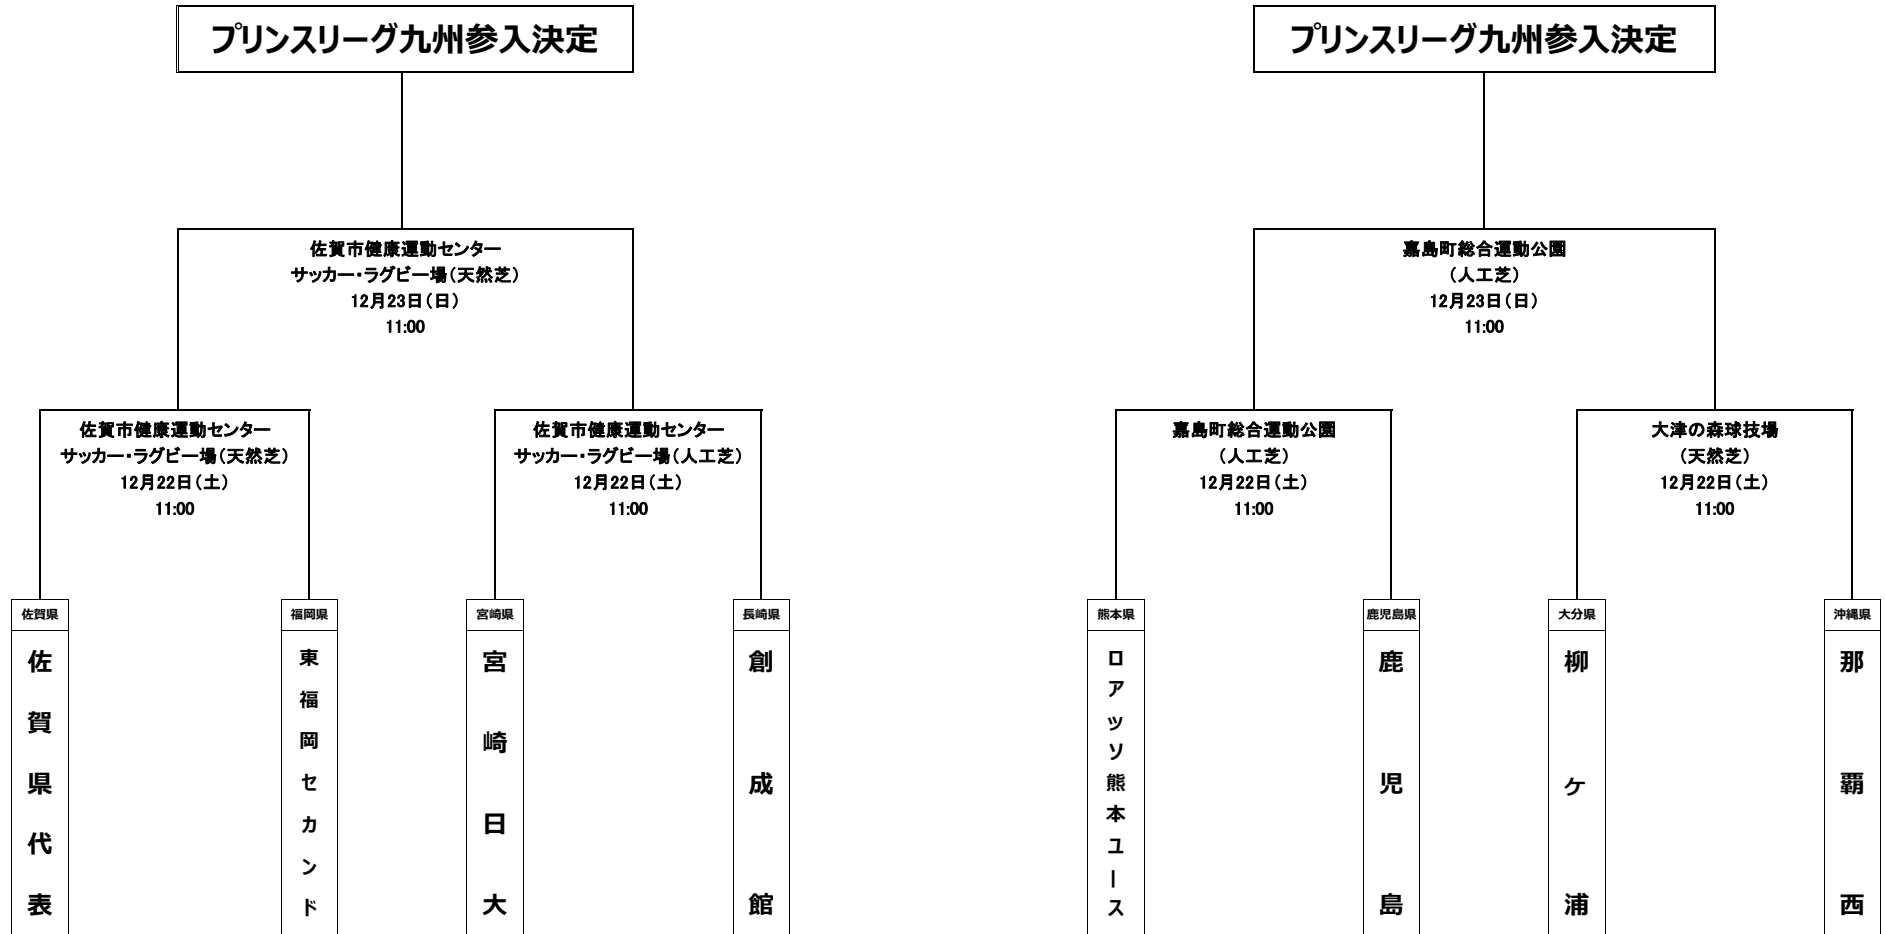 プリンスリーグ九州参入決定
プリンスリーグ九州参入決定
佐賀市健康運動センター
サッカー・ラグビー場（天然芝）
12月23日（日）
11:00
嘉島町総合運動公園
（人工芝）
12月23日（日）
11:00
佐賀市健康運動センター
サッカー・ラグビー場（天然芝）
12月22日（土）
11:00
佐賀市健康運動センター
サッカー・ラグビー場（人工芝）
12月22日（土）
11:00
嘉島町総合運動公園
（人工芝）
12月22日（土）
11:00
大津の森球技場
（天然芝）
12月22日（土）
11:00
佐賀県
佐賀県代表
福岡県
東福岡セカンド
宮崎県
宮崎日大
長崎県
創成館
熊本県
ロアッソ熊本ユース
鹿児島県
鹿児島
大分県
柳ケ浦
沖縄県
那覇西